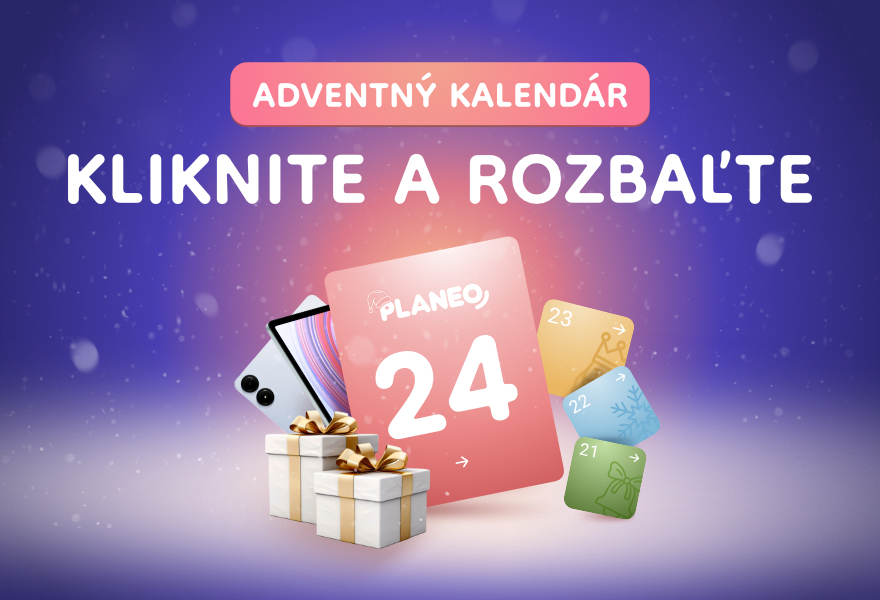 ADVENTNÝ KALENDÁR
KLIKNITE A ROZBAĽTE
PLANEO
24
23
22
21